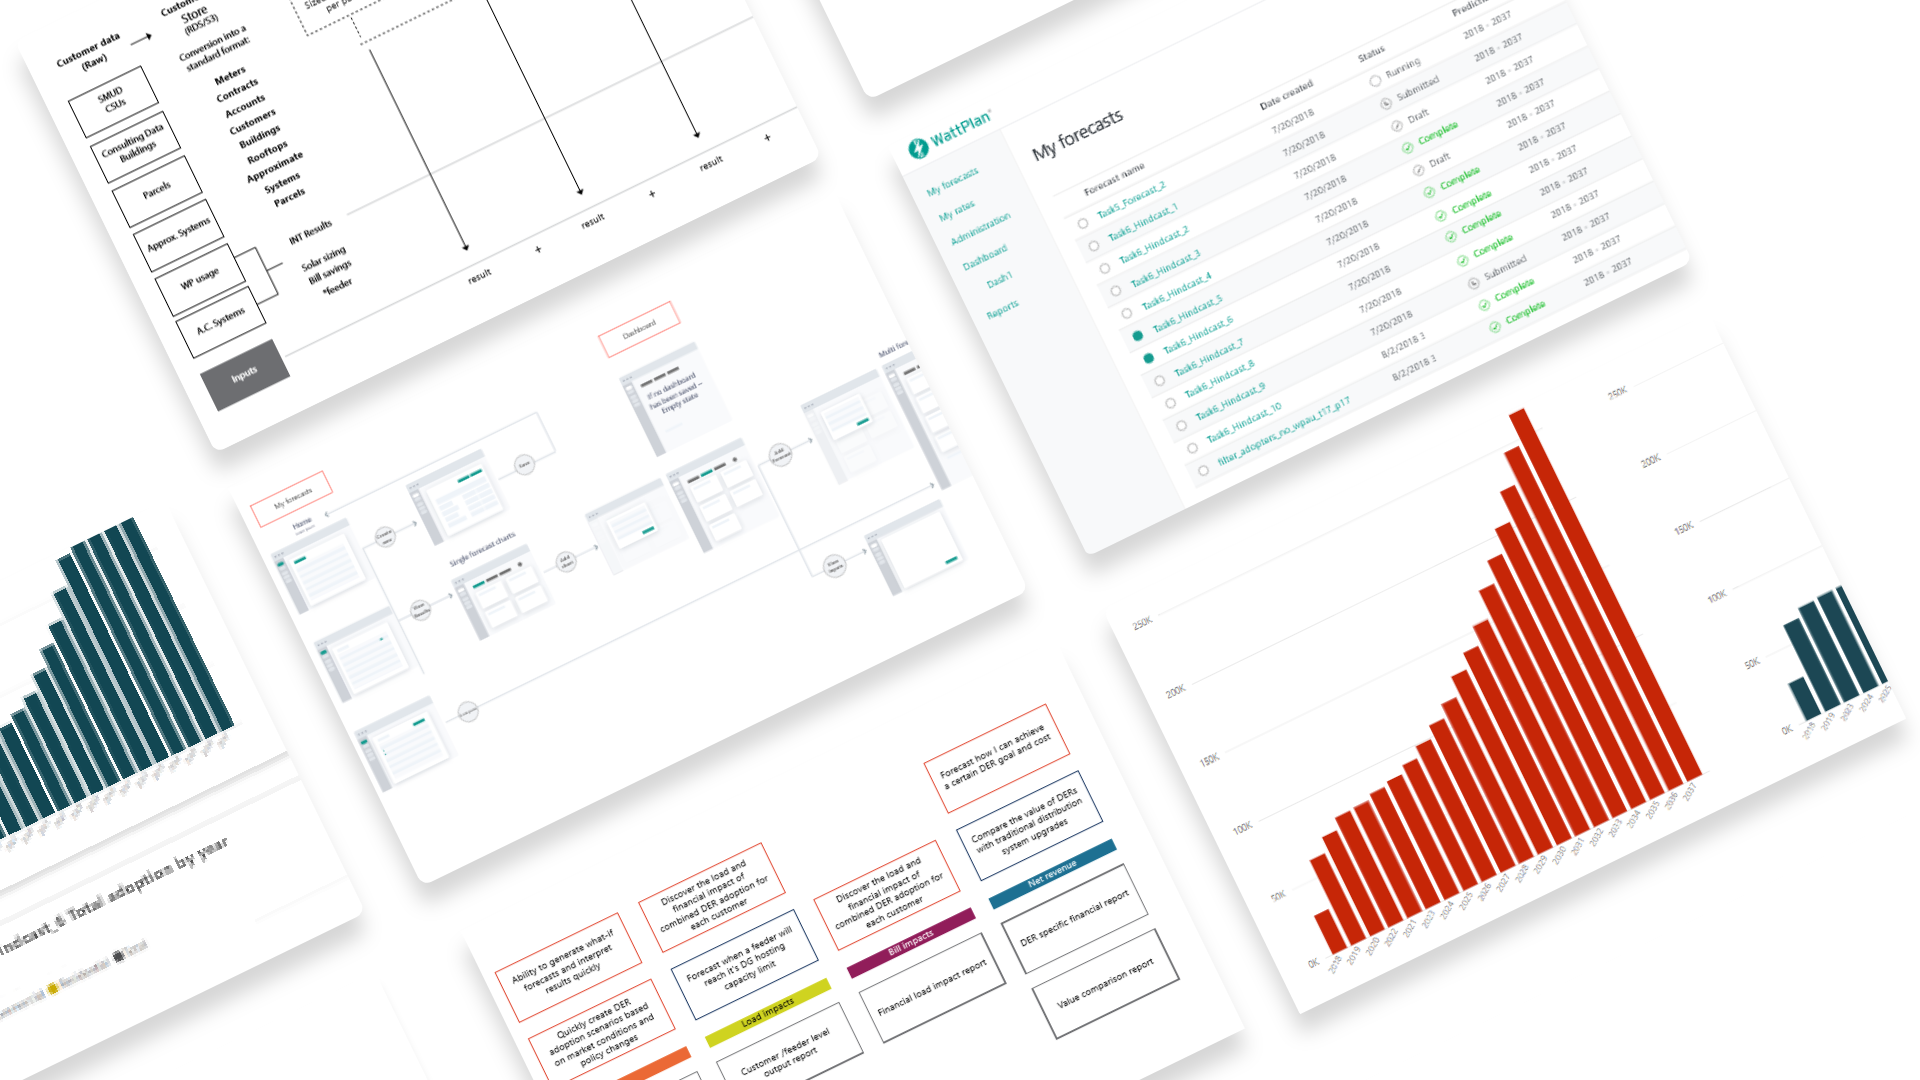 Customer data
(Raw)
Store
(RDS/S3)
Conversion into a
standard format:
Meters
Contracts
Accounts
Customers
Buildings
Rooftops
Approximate
Systems
Parcels
INT Results
Solar sizing
Bill savings
*feeder
SMUD
CSUs
Consulting Data
Buildings
Parcels
Approx. Systems
WP usage
A.C. Systems
Inputs
per
result
+
result
+
result
+
WattPlan
My forecasts
My rates
Administration
Dashboard
Dash1
Reports
My forecasts
Forecast name
Date created
Status
Task5_Forecast_2
7/20/2018
Running
2018 - 2037
Task6_Hindcast_1
7/20/2018
Submitted
2018 - 2037
Task6_Hindcast_2
7/20/2018
Draft
2018 - 2037
Task6_Hindcast_3
7/20/2018
Complete
2018 - 2037
Task6_Hindcast_4
7/20/2018
Draft
2018 - 2037
Task6_Hindcast_5
7/20/2018
Complete
2018 - 2037
Task6_Hindcast_6
7/20/2018
Complete
2018 - 2037
Task6_Hindcast_7
7/20/2018
Complete
2018 - 2037
Task6_Hindcast_8
7/20/2018
Complete
2018 - 2037
Task6_Hindcast_9
7/20/2018
Submitted
2018 - 2037
Task6_Hindcast_10
8/2/2018
Complete
2018 - 2037
filter_adopters_no_wpau_t17_p17
8/2/2018
Complete
2018 - 2037
My forecasts
Home
Save
Single forecast charts
Dashboard
If no dashboard
has been saved –
Empty state
Multi
Total adoption by year
Ability to generate what-if
forecasts and interpret
results quickly
Quickly create DER
adoption scenarios based
on market conditions and
policy changes
Discover the load and
financial impact of
combined DER adoption for
each customer
Forecast when a feeder will
reach it's DG hosting
capacity limit
Load impacts
Customer /feeder level
output report
Discover the load and
financial impact of
combined DER adoption for
each customer
Bill impacts
Financial load impact report
Forecast how I can achieve
a certain DER goal and cost
Compare the value of DERs
with traditional distribution
system upgrades
Net revenue
DER specific financial report
Value comparison report
250K
200K
150K
100K
50K
0K
2018
2019
2020
2022
2021
2023
2024
2025
2026
2027
2028
2029
2030
2031
2032
2033
2034
2035
2036
2037
250K
200K
150K
100K
50K
0K
2018
2019
2023
2024
2025